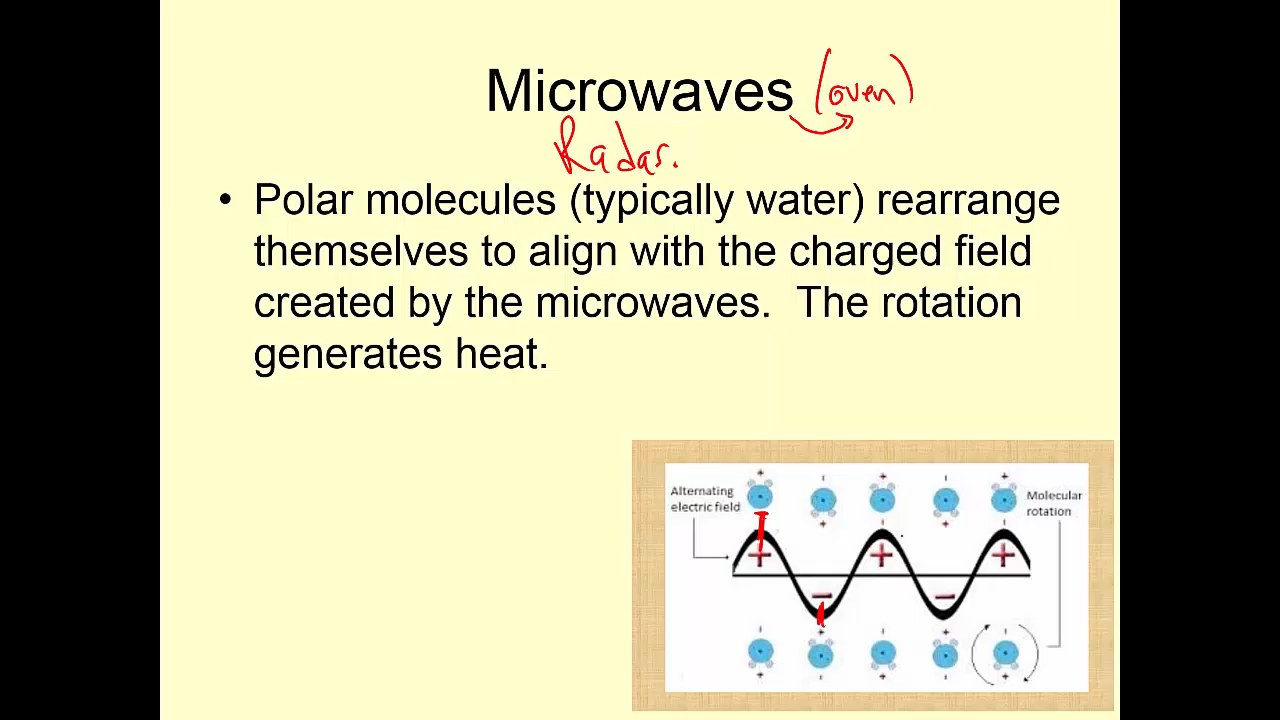 Microwaves (oven)
Radar.
• Polar molecules (typically water) rearrange
themselves to align with the charged field
created by the microwaves. The rotation
generates heat.
+ - + - +
Alternating
electric field
Molecular
rotation
+ - + -
+ + +
- -
- + - + -
+ - + - +